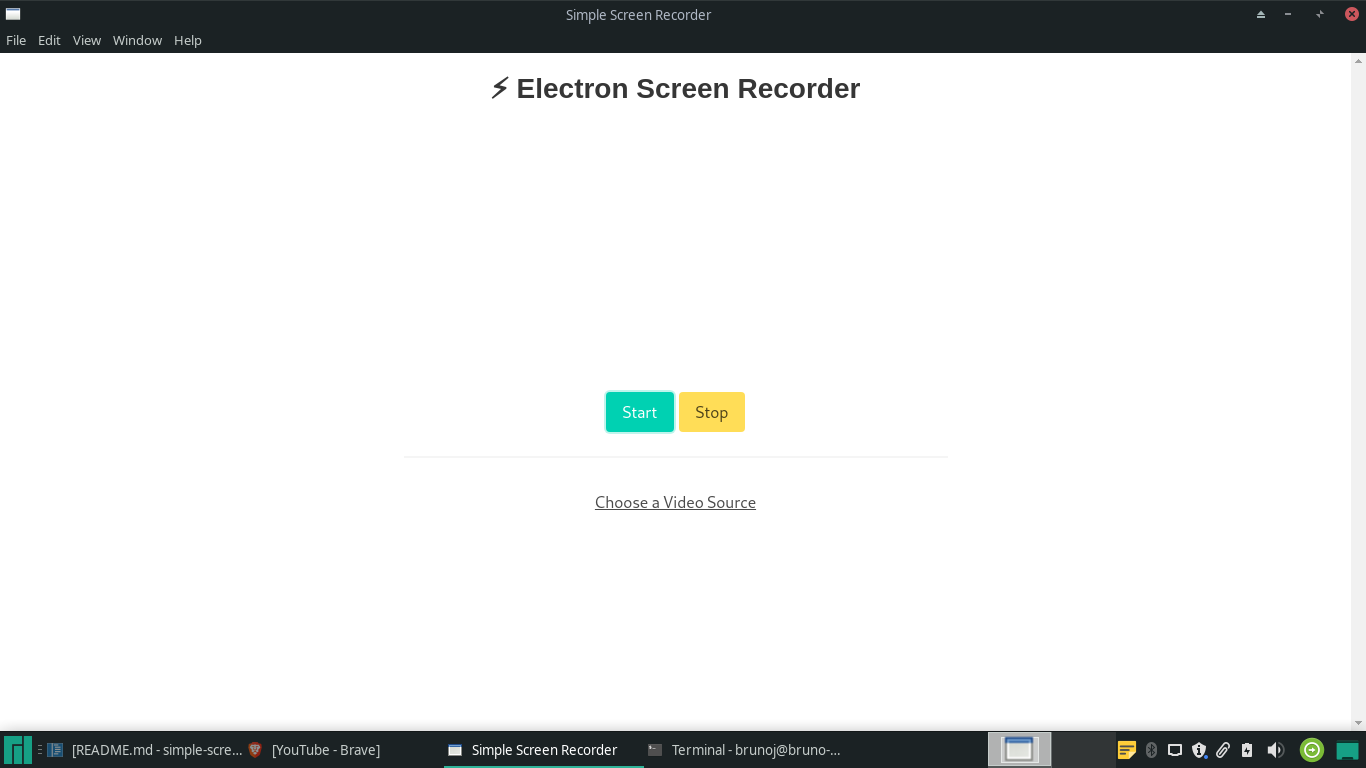 Simple Screen Recorder
File Edit View Window Help
⚡ Electron Screen Recorder
Start Stop
Choose a Video Source
[README.md - simple-scre... [YouTube - Brave] Simple Screen Recorder Terminal - brunoj@bruno-...